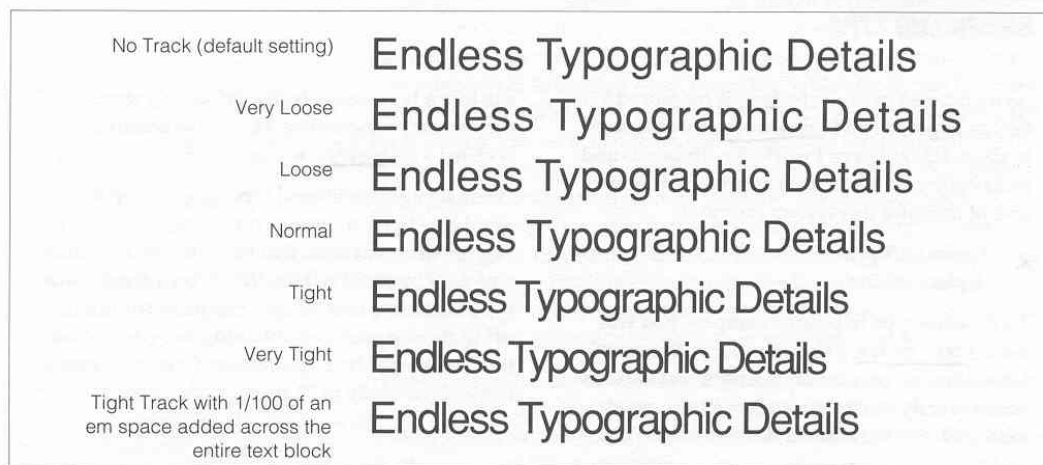 No Track (default setting) Endless Typographic Details
Very Loose Endless Typographic Details
Loose Endless Typographic Details
Normal Endless Typographic Details
Tight Endless Typographic Details
Very Tight Endless Typographic Details
Tight Track with 1/100 of an
em space added across the Endless Typographic Details
entire text block